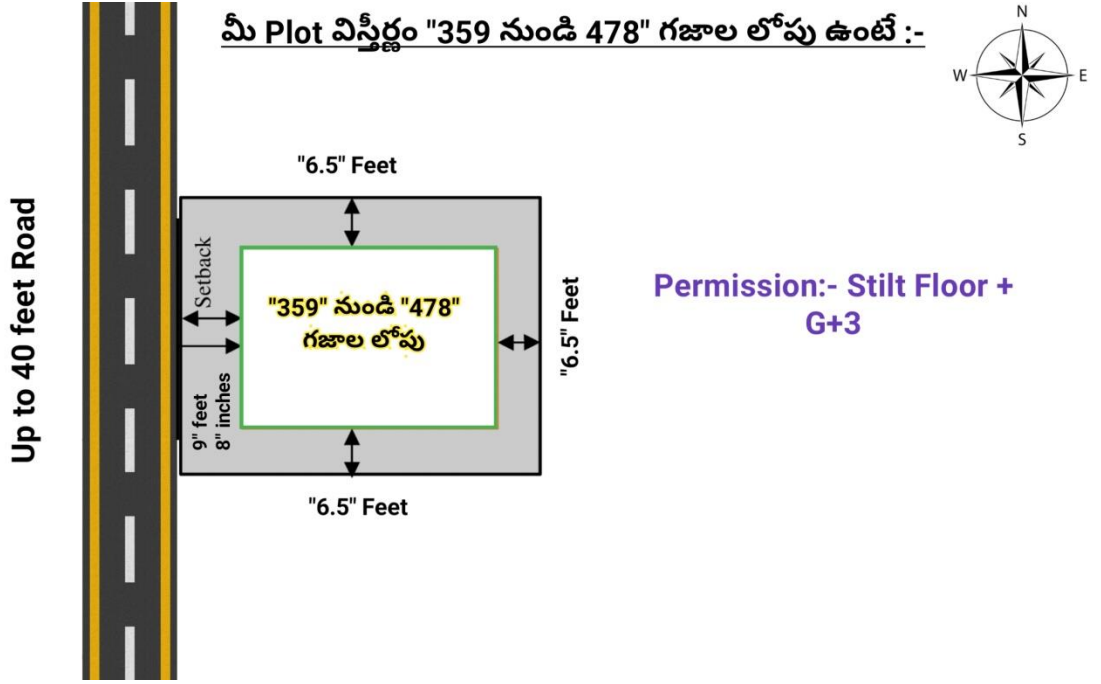 మీ Plot విస్తీర్ణం "359 నుండి 478" గజాల లోపు ఉంటే :-
N
W
E
S
"6.5" Feet
Up to 40 feet Road
Setback
"359" నుండి "478"
గజాల లోపు
9" feet
8" inches
"6.5" Feet
Permission:- Stilt Floor +
G+3
"6.5" Feet